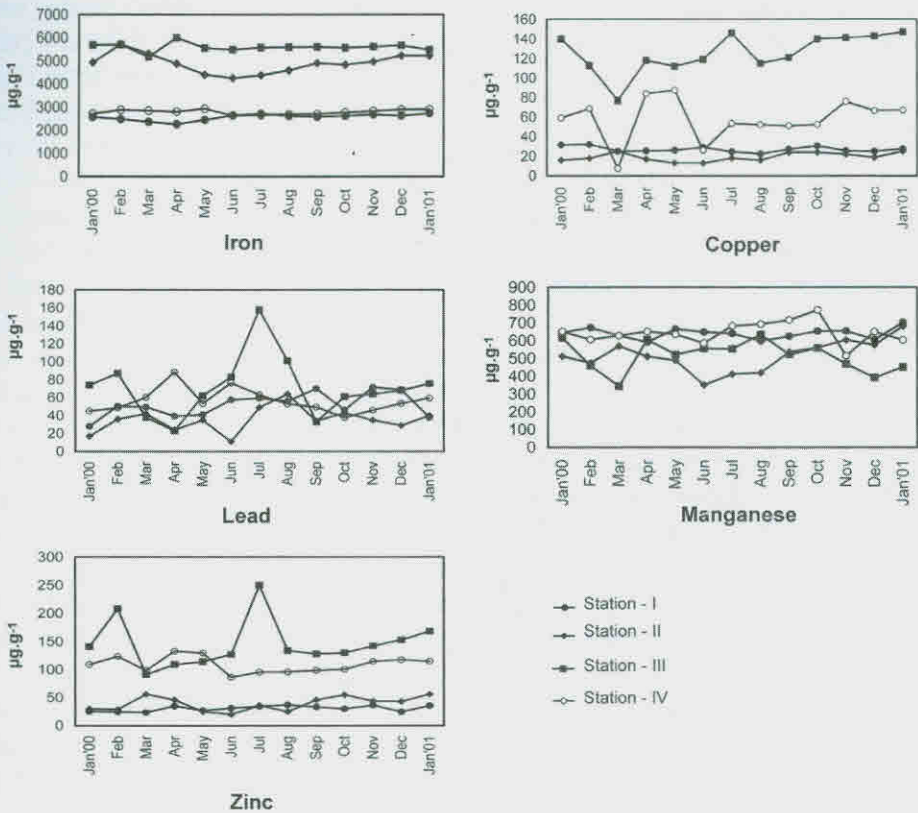 7000
6000
5000
4000
3000
2000
1000
0
µg.g-1
Jan'00 Feb Mar Apr May Jun Jul Aug Sep Oct Nov Dec Jan'01
Iron
160
140
120
100
80
60
40
20
0
µg.g-1
Jan'00 Feb Mar Apr May Jun Jul Aug Sep Oct Nov Dec Jan'01
Copper
180
160
140
120
100
80
60
40
20
0
µg.g-1
Jan'00 Feb Mar Apr May Jun Jul Aug Sep Oct Nov Dec Jan'01
Lead
900
800
700
600
500
400
300
200
100
0
µg.g-1
Jan'00 Feb Mar Apr May Jun Jul Aug Sep Oct Nov Dec Jan'01
Manganese
300
250
200
150
100
50
0
µg.g-1
Jan'00 Feb Mar Apr May Jun Jul Aug Sep Oct Nov Dec Jan'01
Zinc
Station - I
Station - II
Station - III
Station - IV